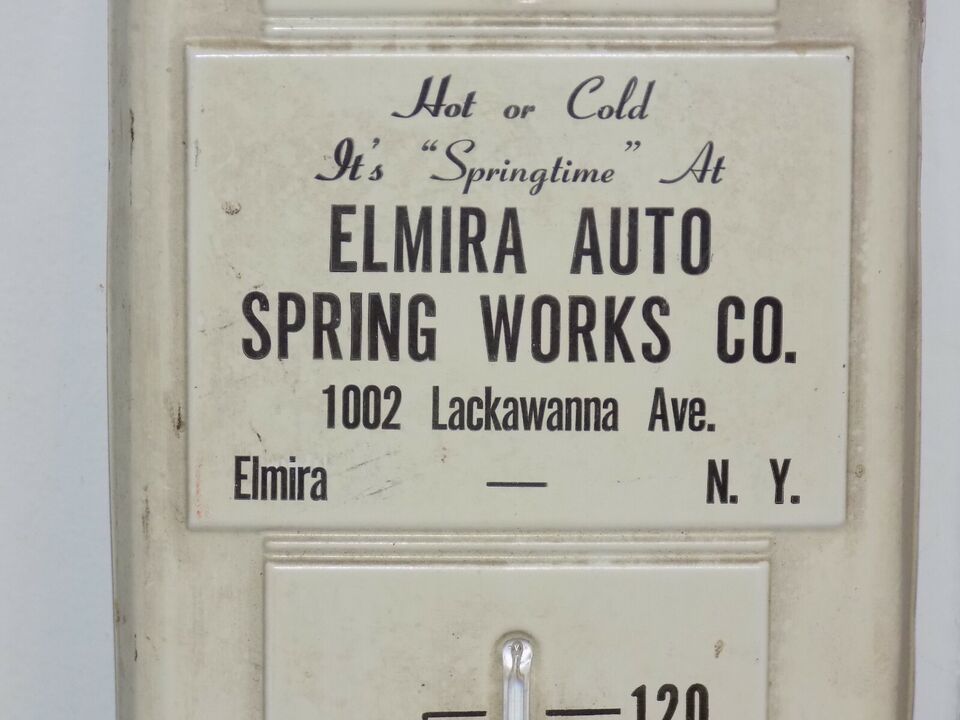 Hot or Cold
It's "Springtime" At
ELMIRA AUTO
SPRING WORKS CO.
1002 Lackawanna Ave.
Elmira — N. Y.
120